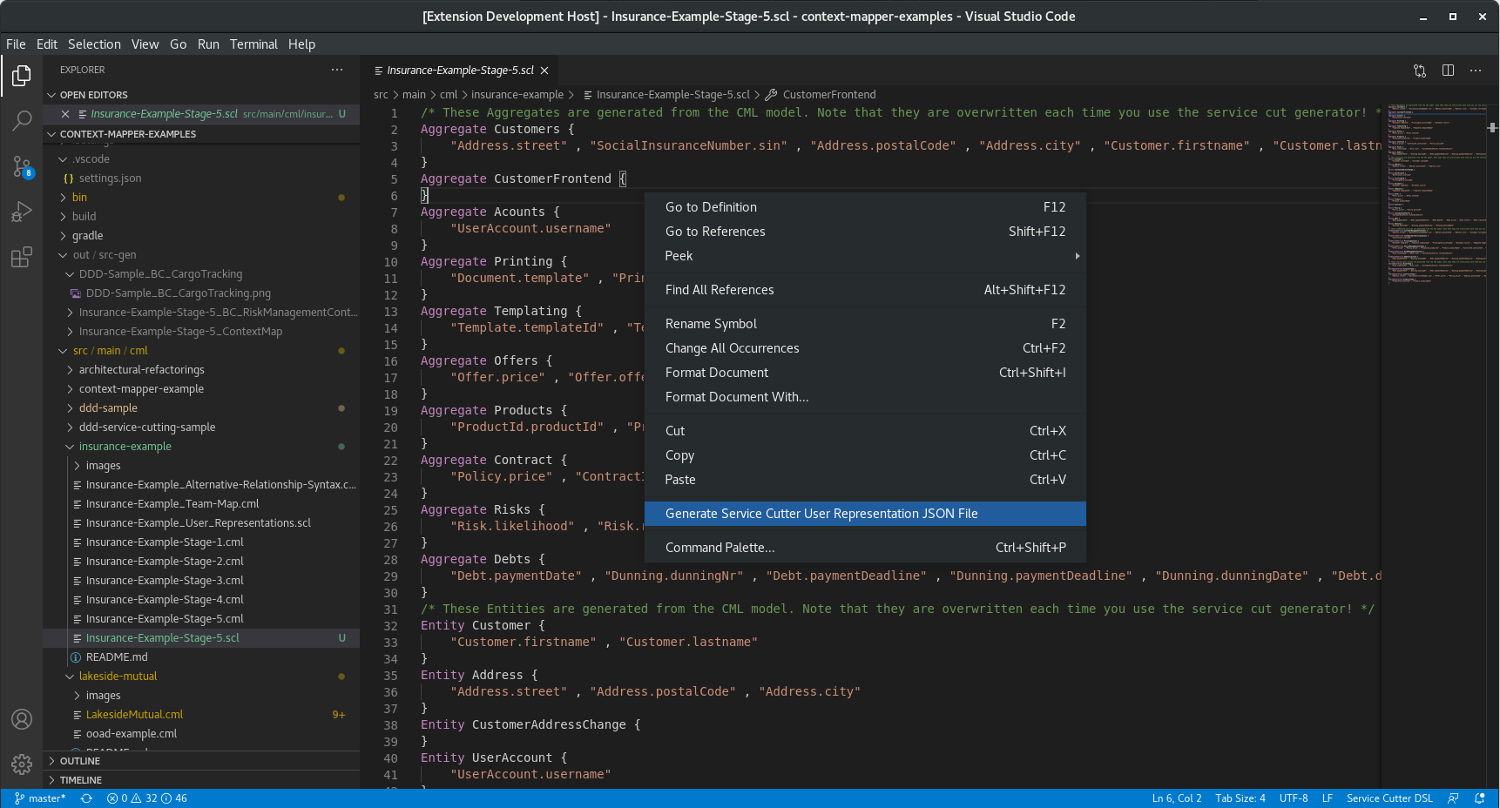 [Extension Development Host] - Insurance-Example-Stage-5.scl - context-mapper-examples - Visual Studio Code
File Edit Selection View Go Run Terminal Help
EXPLORER
OPEN EDITORS
Insurance-Example-Stage-5.scl src/main/cml/insur... U
CONTEXT-MAPPER-EXAMPLES
.vscode
{} settings.json
bin
build
gradle
out / src-gen
DDD-Sample_BC_CargoTracking
DDD-Sample_BC_CargoTracking.png
Insurance-Example-Stage-5_BC_RiskManagementCont...
Insurance-Example-Stage-5_ContextMap
src / main / cml
architectural-refactorings
context-mapper-example
ddd-sample
ddd-service-cutting-sample
insurance-example
images
Insurance-Example_Alternative-Relationship-Syntax.c...
Insurance-Example_Team-Map.cml
Insurance-Example_User_Representations.scl
Insurance-Example-Stage-1.cml
Insurance-Example-Stage-2.cml
Insurance-Example-Stage-3.cml
Insurance-Example-Stage-4.cml
Insurance-Example-Stage-5.cml
Insurance-Example-Stage-5.scl U
README.md
lakeside-mutual
images
LakesideMutual.cml 9+
ooad-example.cml
OUTLINE
TIMELINE
8
Insurance-Example-Stage-5.scl
src > main > cml > insurance-example > Insurance-Example-Stage-5.scl > CustomerFrontend
1 /* These Aggregates are generated from the CML model. Note that they are overwritten each time you use the service cut generator! *
2 Aggregate Customers {
3 "Address.street" , "SocialInsuranceNumber.sin" , "Address.postalCode" , "Address.city" , "Customer.firstname" , "Customer.lastn
4 }
5 Aggregate CustomerFrontend {
6 }
7 Aggregate Acounts {
8 "UserAccount.username"
9 }
10 Aggregate Printing {
11 "Document.template" , "Prin
12 }
13 Aggregate Templating {
14 "Template.templateId" , "Te
15 }
16 Aggregate Offers {
17 "Offer.price" , "Offer.offe
18 }
19 Aggregate Products {
20 "ProductId.productId" , "Pr
21 }
22 Aggregate Contract {
23 "Policy.price" , "ContractI
24 }
25 Aggregate Risks {
26 "Risk.likelihood" , "Risk.r
27 }
28 Aggregate Debts {
29 "Debt.paymentDate" , "Dunning.dunningNr" , "Debt.paymentDeadline" , "Dunning.paymentDeadline" , "Dunning.dunningDate" , "Debt.d
30 }
31 /* These Entities are generated from the CML model. Note that they are overwritten each time you use the service cut generator! */
32 Entity Customer {
33 "Customer.firstname" , "Customer.lastname"
34 }
35 Entity Address {
36 "Address.street" , "Address.postalCode" , "Address.city"
37 }
38 Entity CustomerAddressChange {
39 }
40 Entity UserAccount {
41 "UserAccount.username"
Go to Definition F12
Go to References Shift+F12
Peek
Find All References Alt+Shift+F12
Rename Symbol F2
Change All Occurrences Ctrl+F2
Format Document Ctrl+Shift+I
Format Document With...
Cut Ctrl+X
Copy Ctrl+C
Paste Ctrl+V
Generate Service Cutter User Representation JSON File
Command Palette... Ctrl+Shift+P
master* 0 32 46 Ln 6, Col 2 Tab Size: 4 UTF-8 LF Service Cutter DSL